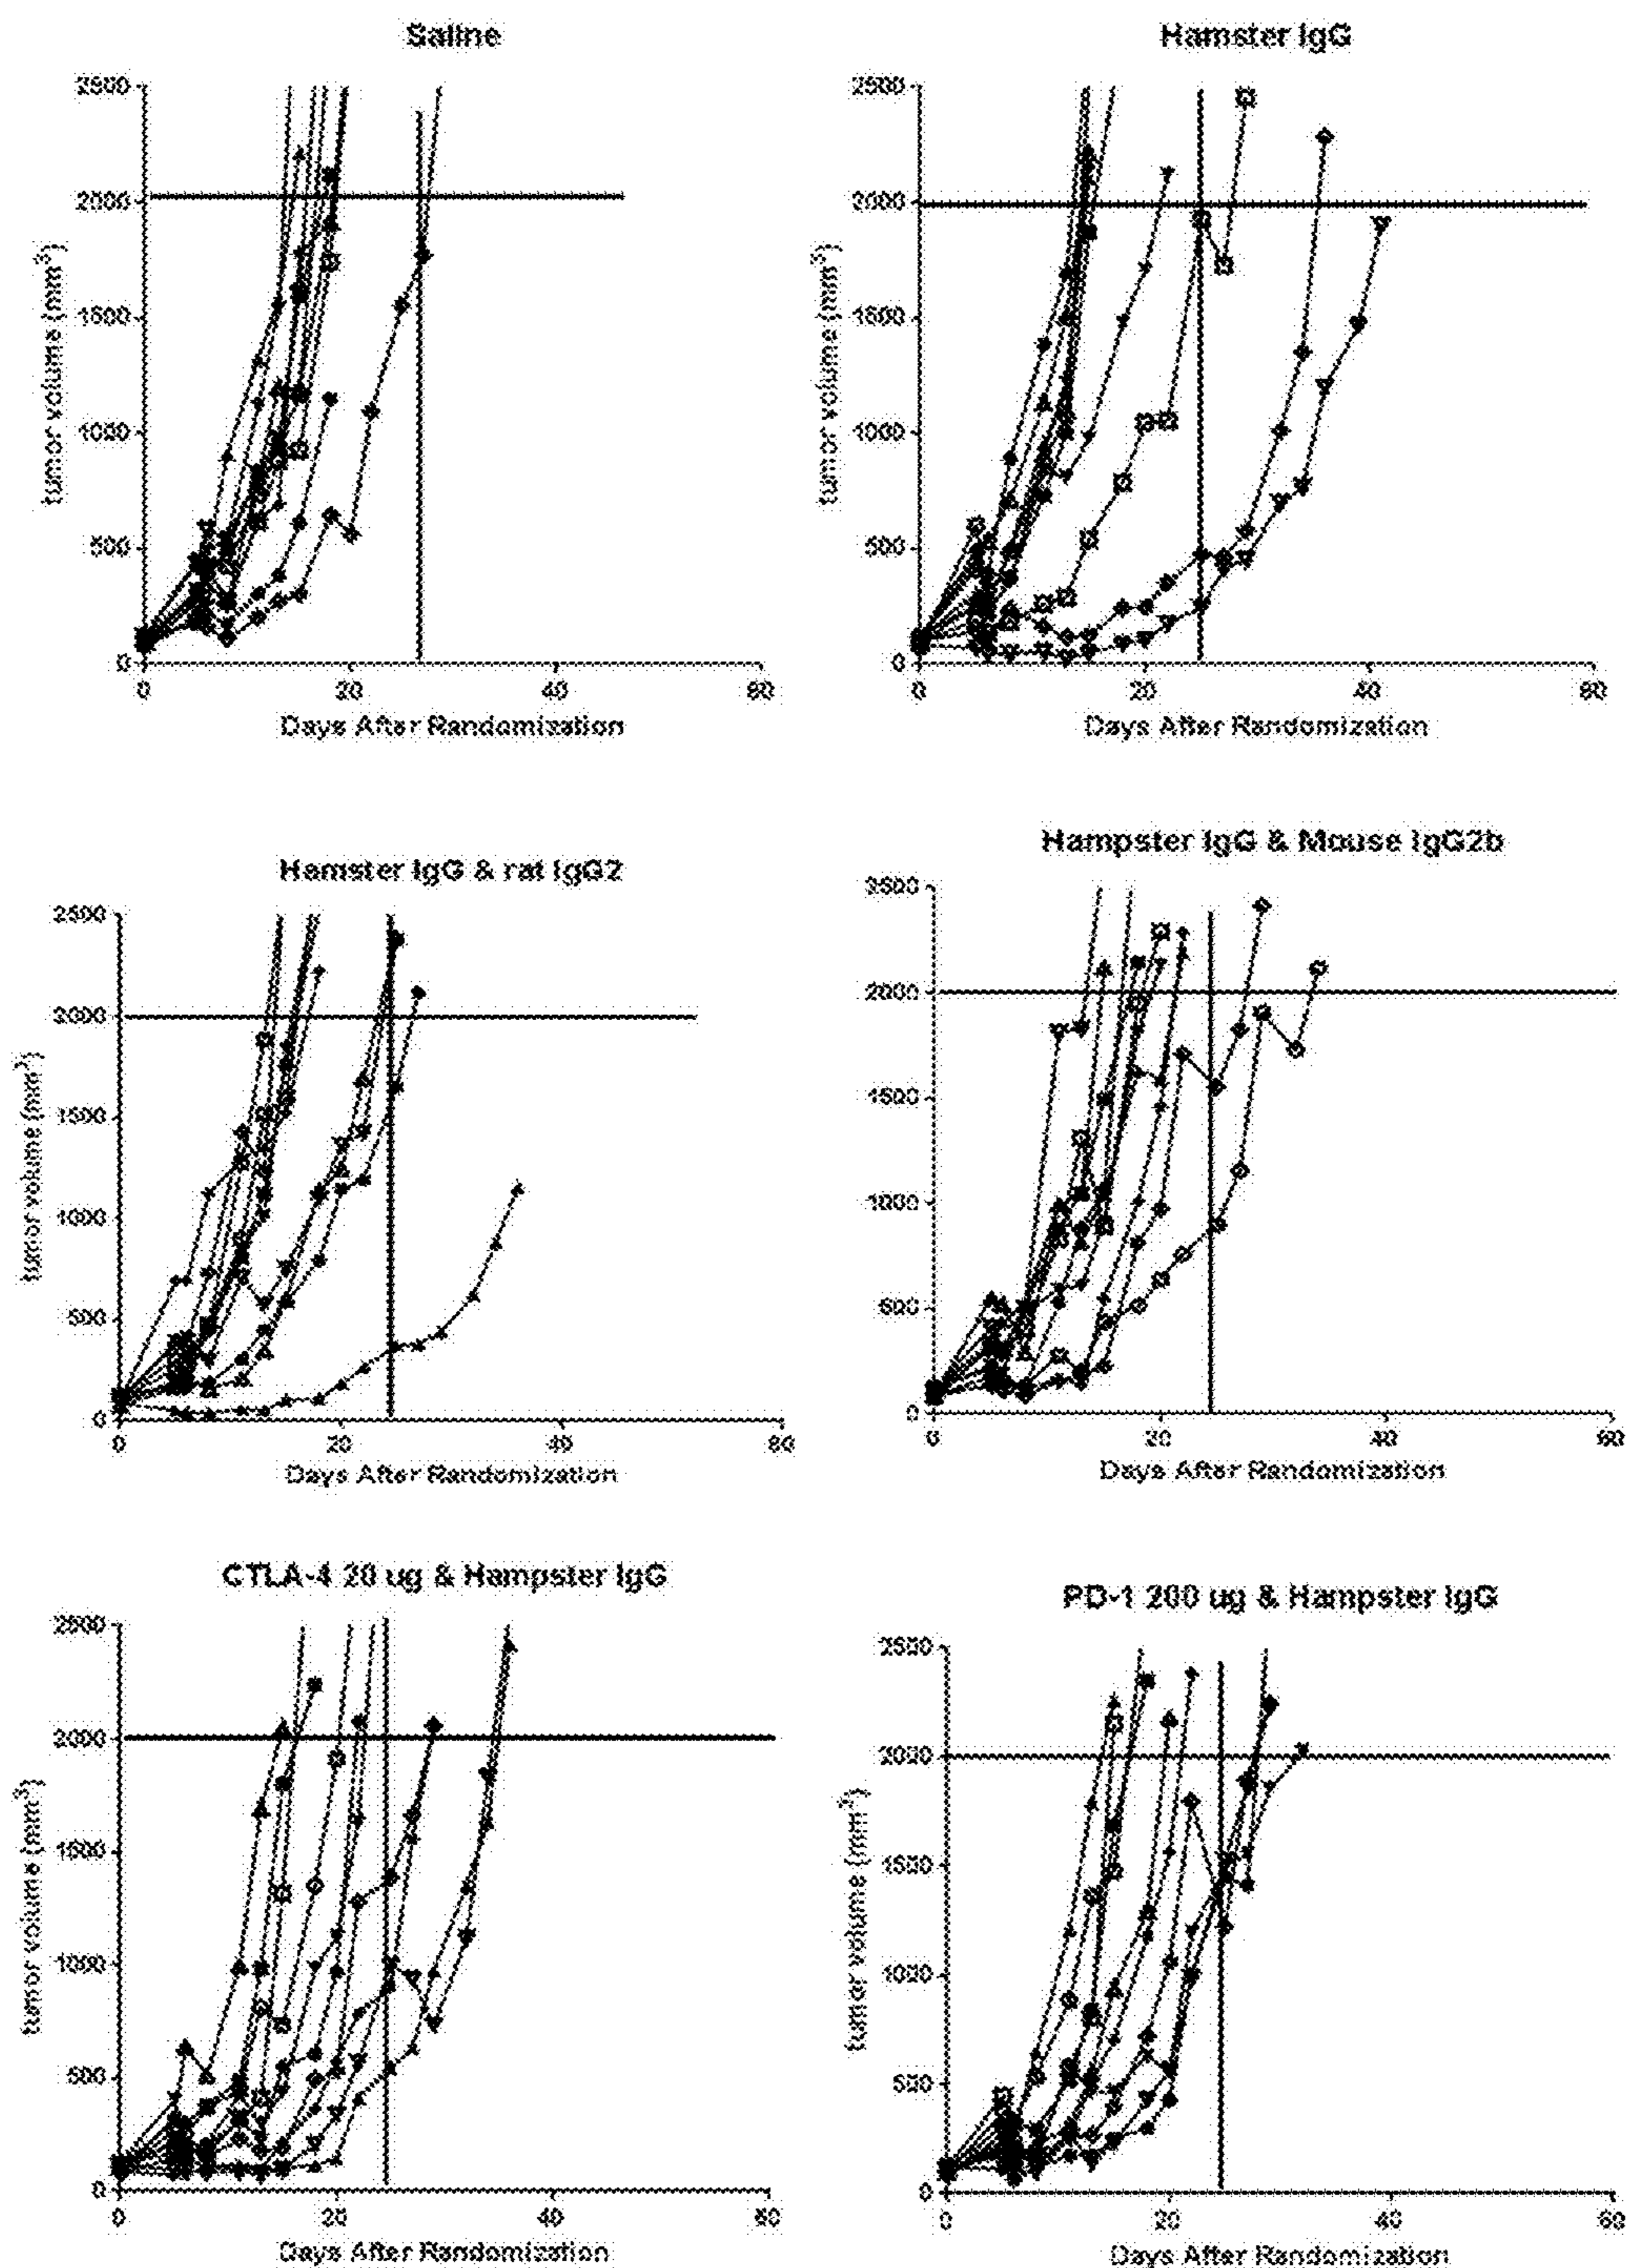 Saline
2500
2000
1500
1000
500
0
tumor volume (mm³)
0 20 40 60
Days After Randomization
Hamster IgG
2500
2000
1500
1000
500
0
tumor volume (mm³)
0 20 40 60
Days After Randomization
Hamster IgG & rat IgG2
2500
2000
1500
1000
500
0
tumor volume (mm³)
0 20 40 60
Days After Randomization
Hampster IgG & Mouse IgG2b
2500
2000
1500
1000
500
0
tumor volume (mm³)
0 20 40 60
Days After Randomization
CTLA-4 20 ug & Hampster IgG
2500
2000
1500
1000
500
0
tumor volume (mm³)
0 20 40 60
Days After Randomization
PD-1 200 ug & Hampster IgG
2500
2000
1500
1000
500
0
tumor volume (mm³)
0 20 40 60
Days After Randomization